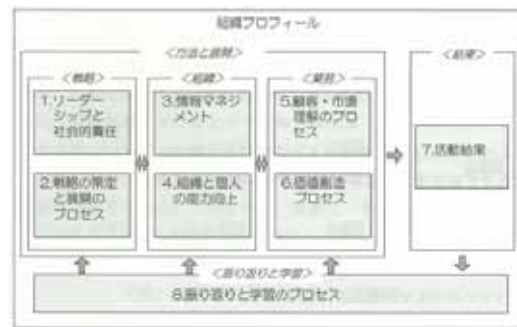 組織プロフィール
<方法と展開>
<結果>
<戦略>
<組織>
<業務>
1.リーダー
シップと
社会的責任
3.情報マネジ
メント
5.顧客・市場
理解のプロ
セス
7.活動結果
2.戦略の策定
と展開の
プロセス
4.組織と個人
の能力向上
6.価値創造
プロセス
<振り返りと学習>
8.振り返りと学習のプロセス